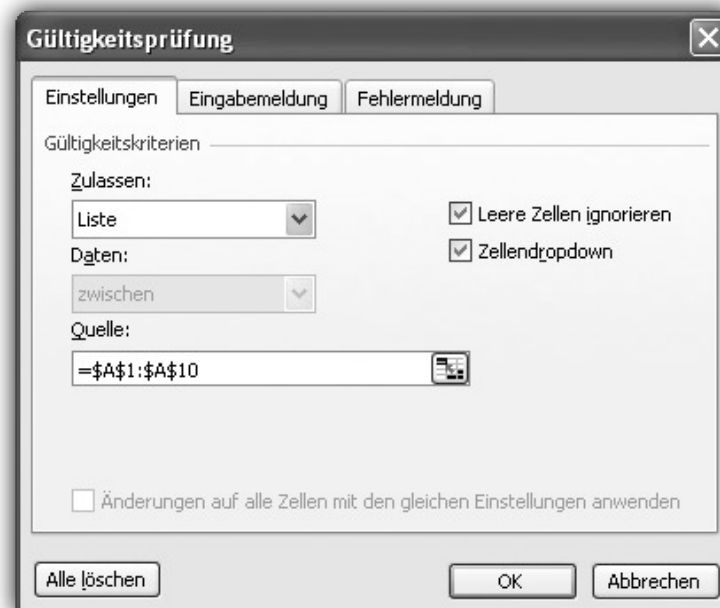 Gültigkeitsprüfung
Einstellungen Eingabemeldung Fehlermeldung
Gültigkeitskriterien
Zulassen:
Liste
Leere Zellen ignorieren
Daten:
Zellendropdown
zwischen
Quelle:
=$A$1:$A$10
Änderungen auf alle Zellen mit den gleichen Einstellungen anwenden
Alle löschen OK Abbrechen